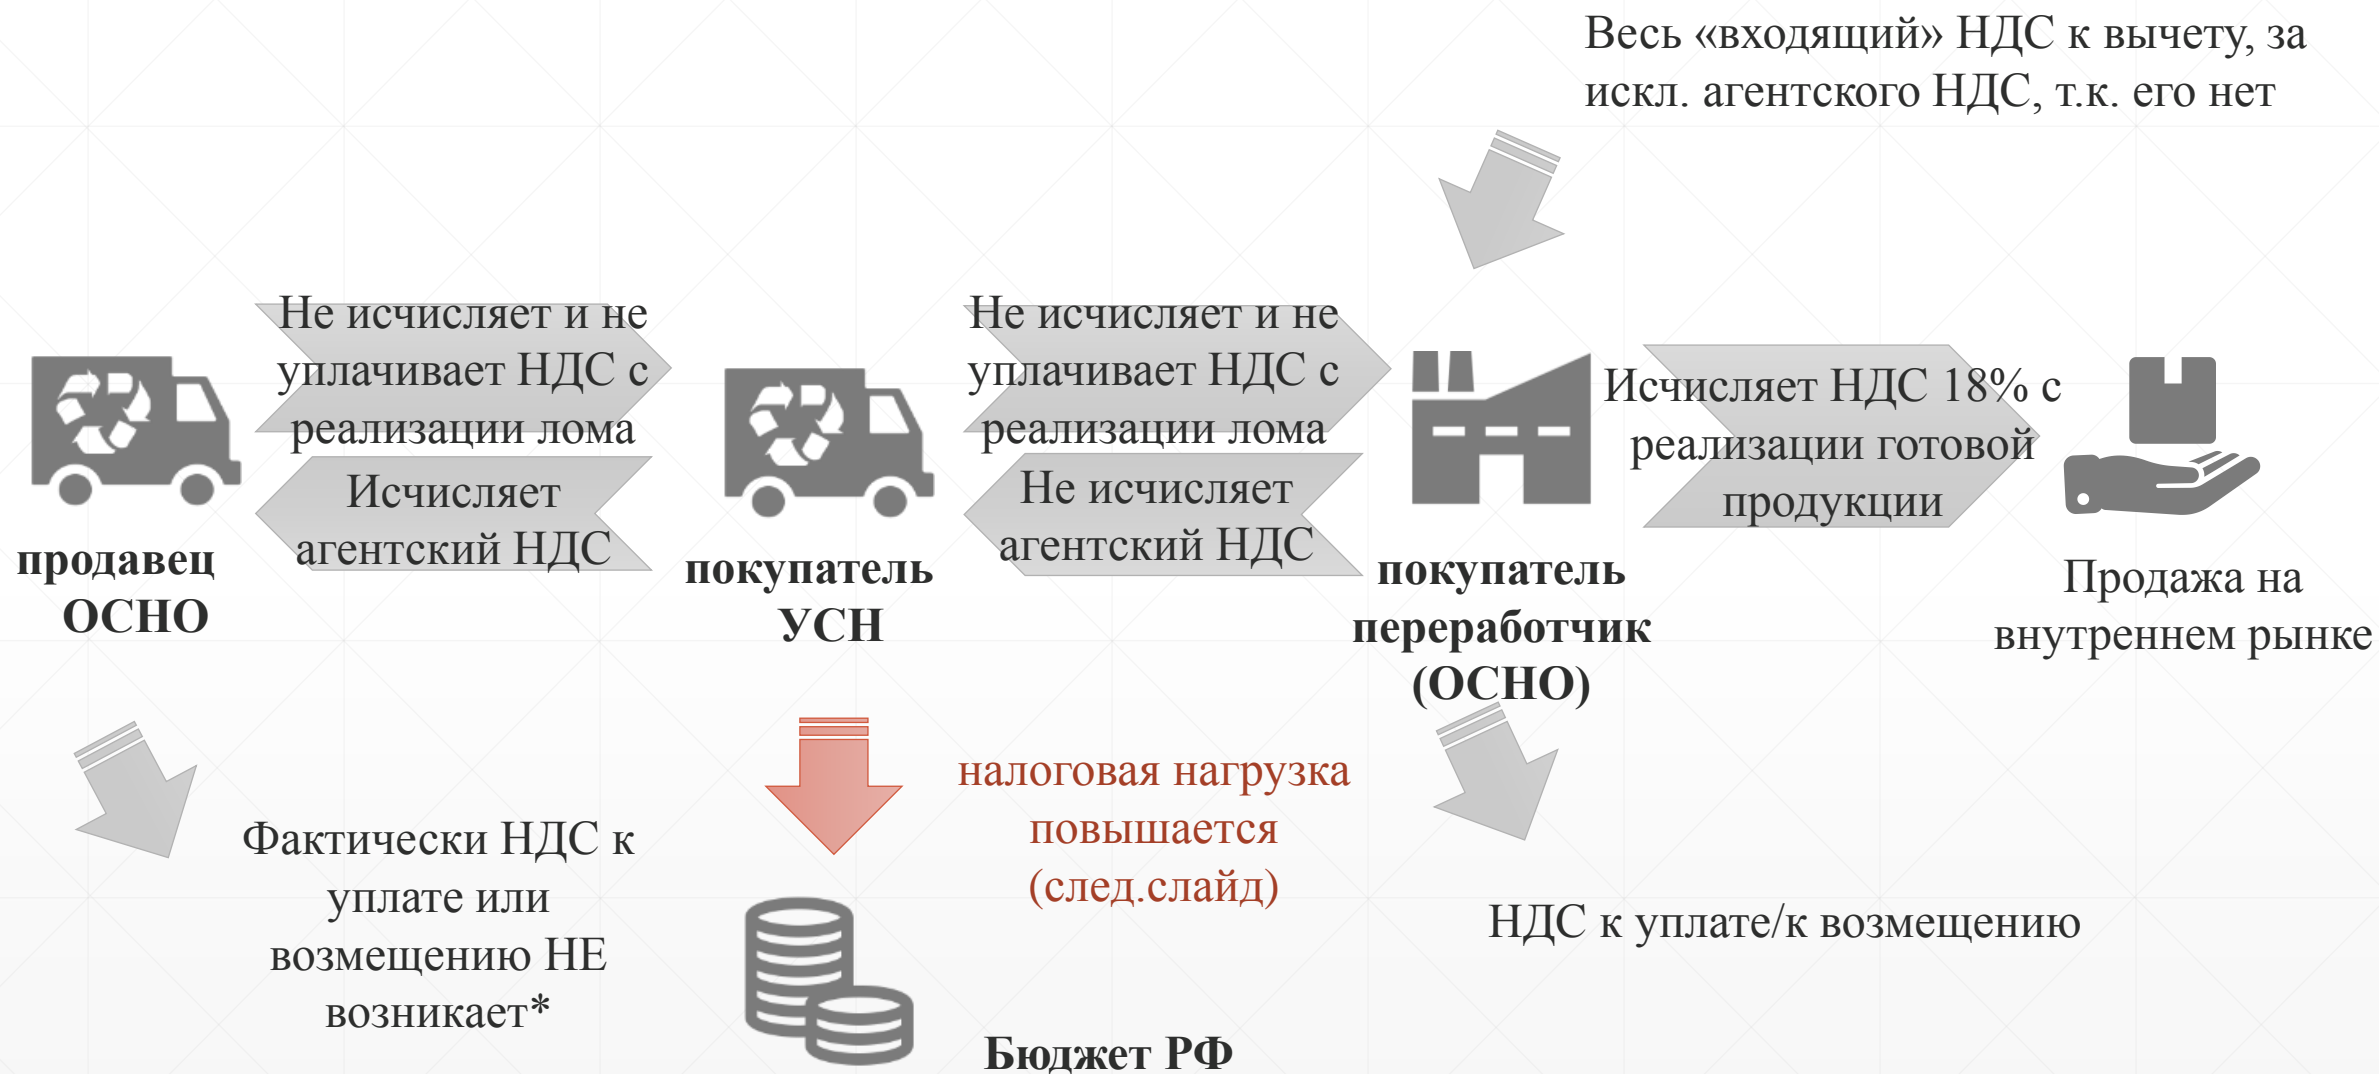 Весь «входящий» НДС к вычету, за
искл. агентского НДС, т.к. его нет
Не исчисляет и не
уплачивает НДС с
реализации лома
Исчисляет
агентский НДС
Не исчисляет и не
уплачивает НДС с
реализации лома
Не исчисляет
агентский НДС
Исчисляет НДС 18% с
реализации готовой
продукции
продавец
ОСНО
покупатель
УСН
покупатель
переработчик
(ОСНО)
Продажа на
внутреннем рынке
Фактически НДС к
уплате или
возмещению НЕ
возникает*
налоговая нагрузка
повышается
(след.слайд)
НДС к уплате/к возмещению
Бюджет РФ